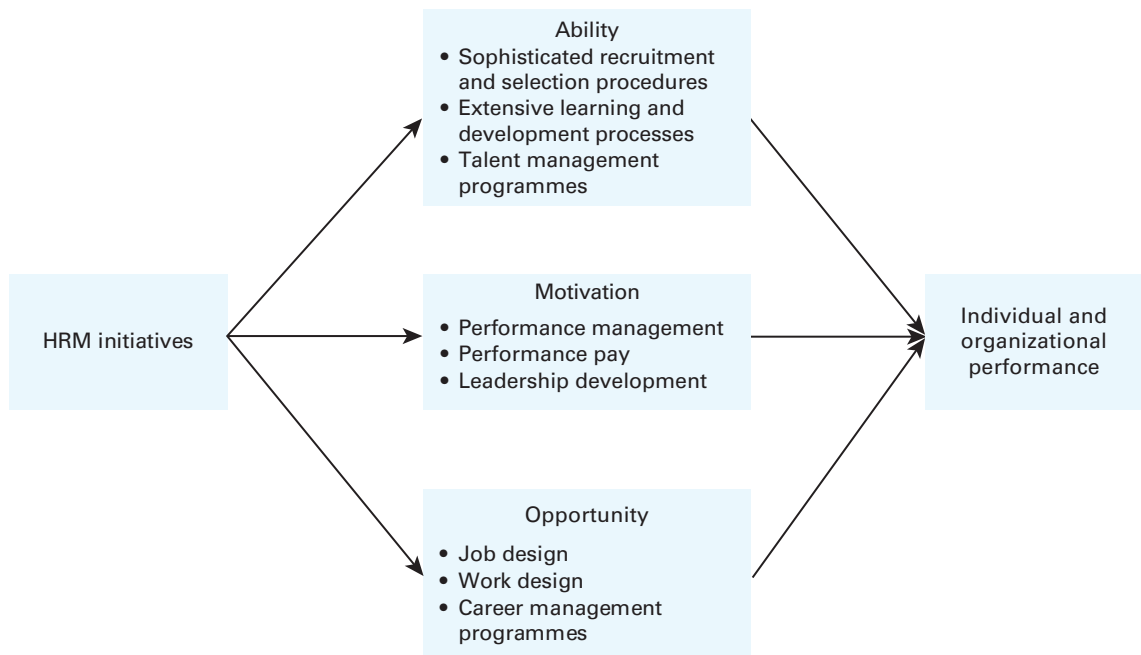 Ability
• Sophisticated recruitment
and selection procedures
• Extensive learning and
development processes
• Talent management
programmes
HRM initiatives
Motivation
• Performance management
• Performance pay
• Leadership development
Individual and
organizational
performance
Opportunity
• Job design
• Work design
• Career management
programmes